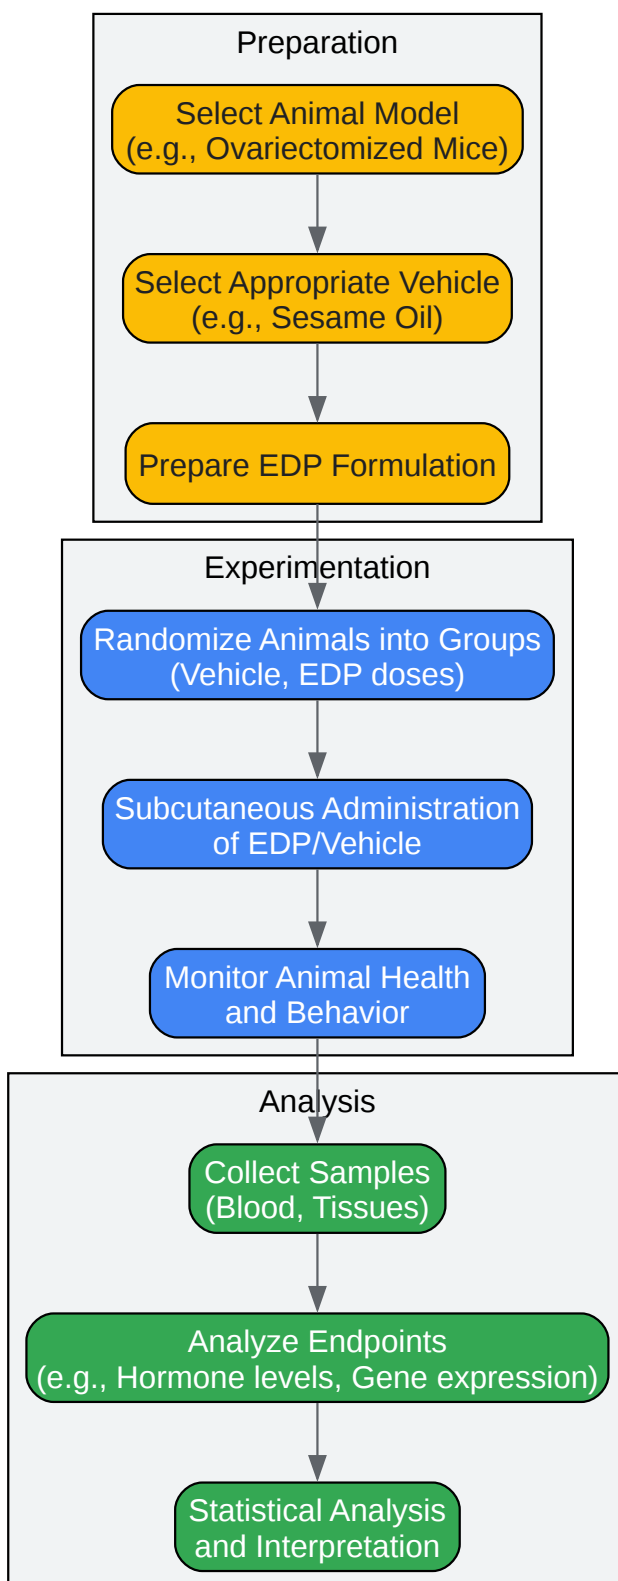 Preparation
Select Animal Model
(e.g., Ovariectomized Mice)
Select Appropriate Vehicle
(e.g., Sesame Oil)
Prepare EDP Formulation
Experimentation
Randomize Animals into Groups
(Vehicle, EDP doses)
Subcutaneous Administration
of EDP/Vehicle
Monitor Animal Health
and Behavior
Analysis
Collect Samples
(Blood, Tissues)
Analyze Endpoints
(e.g., Hormone levels, Gene expression)
Statistical Analysis
and Interpretation